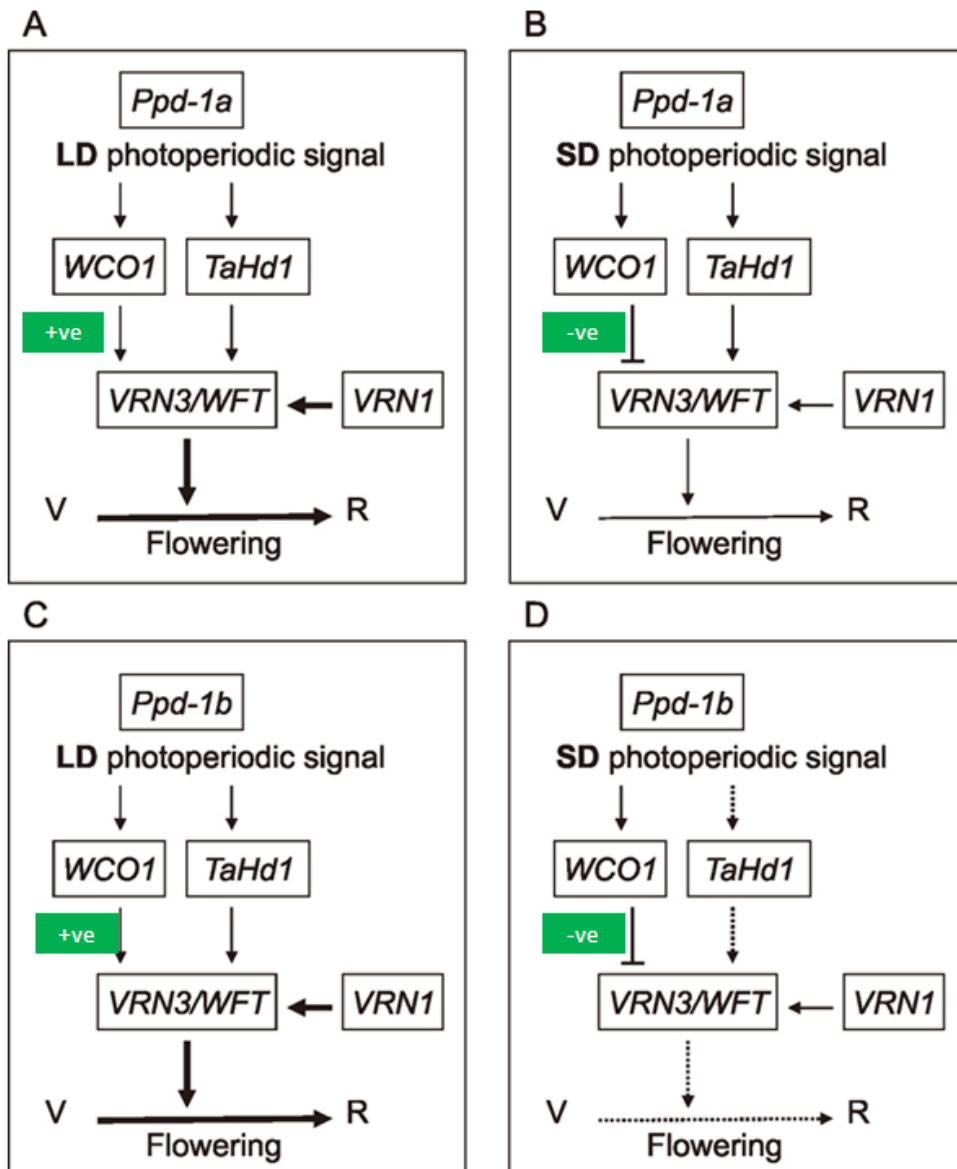 A
Ppd-1a
LD photoperiodic signal
WCO1 TaHd1
+ve
VRN3/WFT VRN1
V R
Flowering
B
Ppd-1a
SD photoperiodic signal
WCO1 TaHd1
-ve
VRN3/WFT VRN1
V R
Flowering
C
Ppd-1b
LD photoperiodic signal
WCO1 TaHd1
+ve
VRN3/WFT VRN1
V R
Flowering
D
Ppd-1b
SD photoperiodic signal
WCO1 TaHd1
-ve
VRN3/WFT VRN1
V R
Flowering